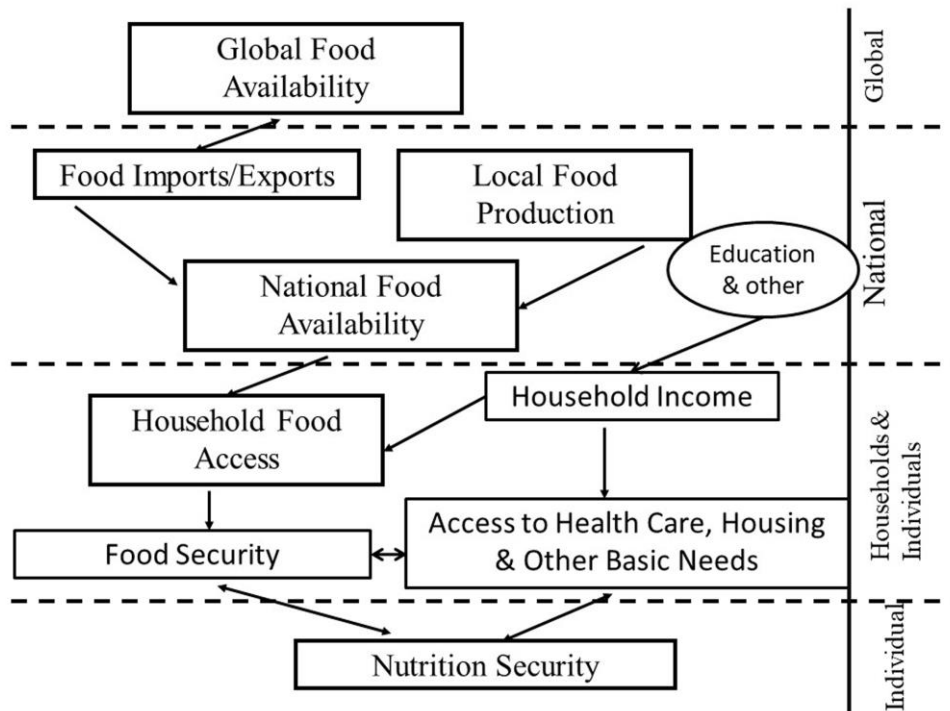 Global Food
Availability
Global
Food Imports/Exports
Local Food
Production
Education
& other
National
National Food
Availability
Household Income
Household Food
Access
Households &
Individuals
Access to Health Care, Housing
& Other Basic Needs
Food Security
Nutrition Security
Individual